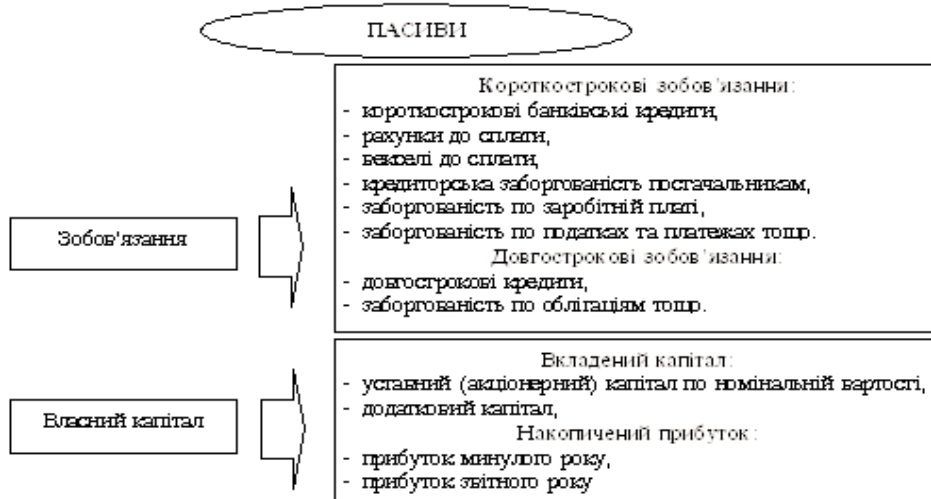 ПАСИВИ
Зобов'язання
Короткострокові зобов'язання:
- короткострокові банківські кредити,
- рахунки до сплати,
- векселі до сплати,
- кредиторська заборгованість постачальникам,
- заборгованість по заробітній платі,
- заборгованість по податках та платежах тощо.
Довгострокові зобов'язання:
- довгострокові кредити,
- заборгованість по облігаціям тощо.
Власний капітал
Вкладений капітал:
- уставний (акціонерний) капітал по номінальній вартості,
- додатковий капітал,
Накопичений прибуток:
- прибуток минулого року,
- прибуток звітного року